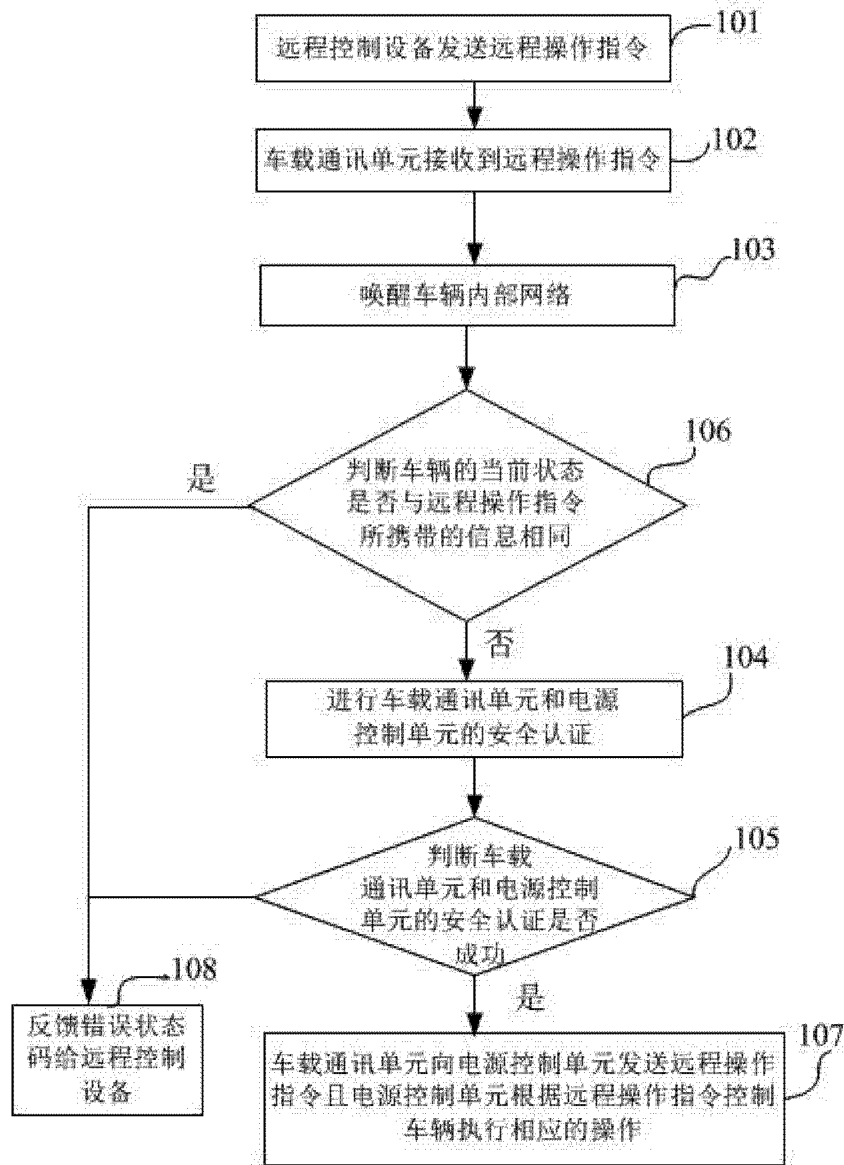 101
远程控制设备发送远程操作指令
102
车载通讯单元接收到远程操作指令
103
唤醒车辆内部网络
106
是
判断车辆的当前状态
是否与远程操作指令
所携带的信息相同
否
104
进行车载通讯单元和电源
控制单元的安全认证
105
判断车载
通讯单元和电源控制
单元的安全认证是否
成功
108
是
反馈错误状态
码给远程控制
设备
107
车载通讯单元向电源控制单元发送远程操作
指令且电源控制单元根据远程操作指令控制
车辆执行相应的操作